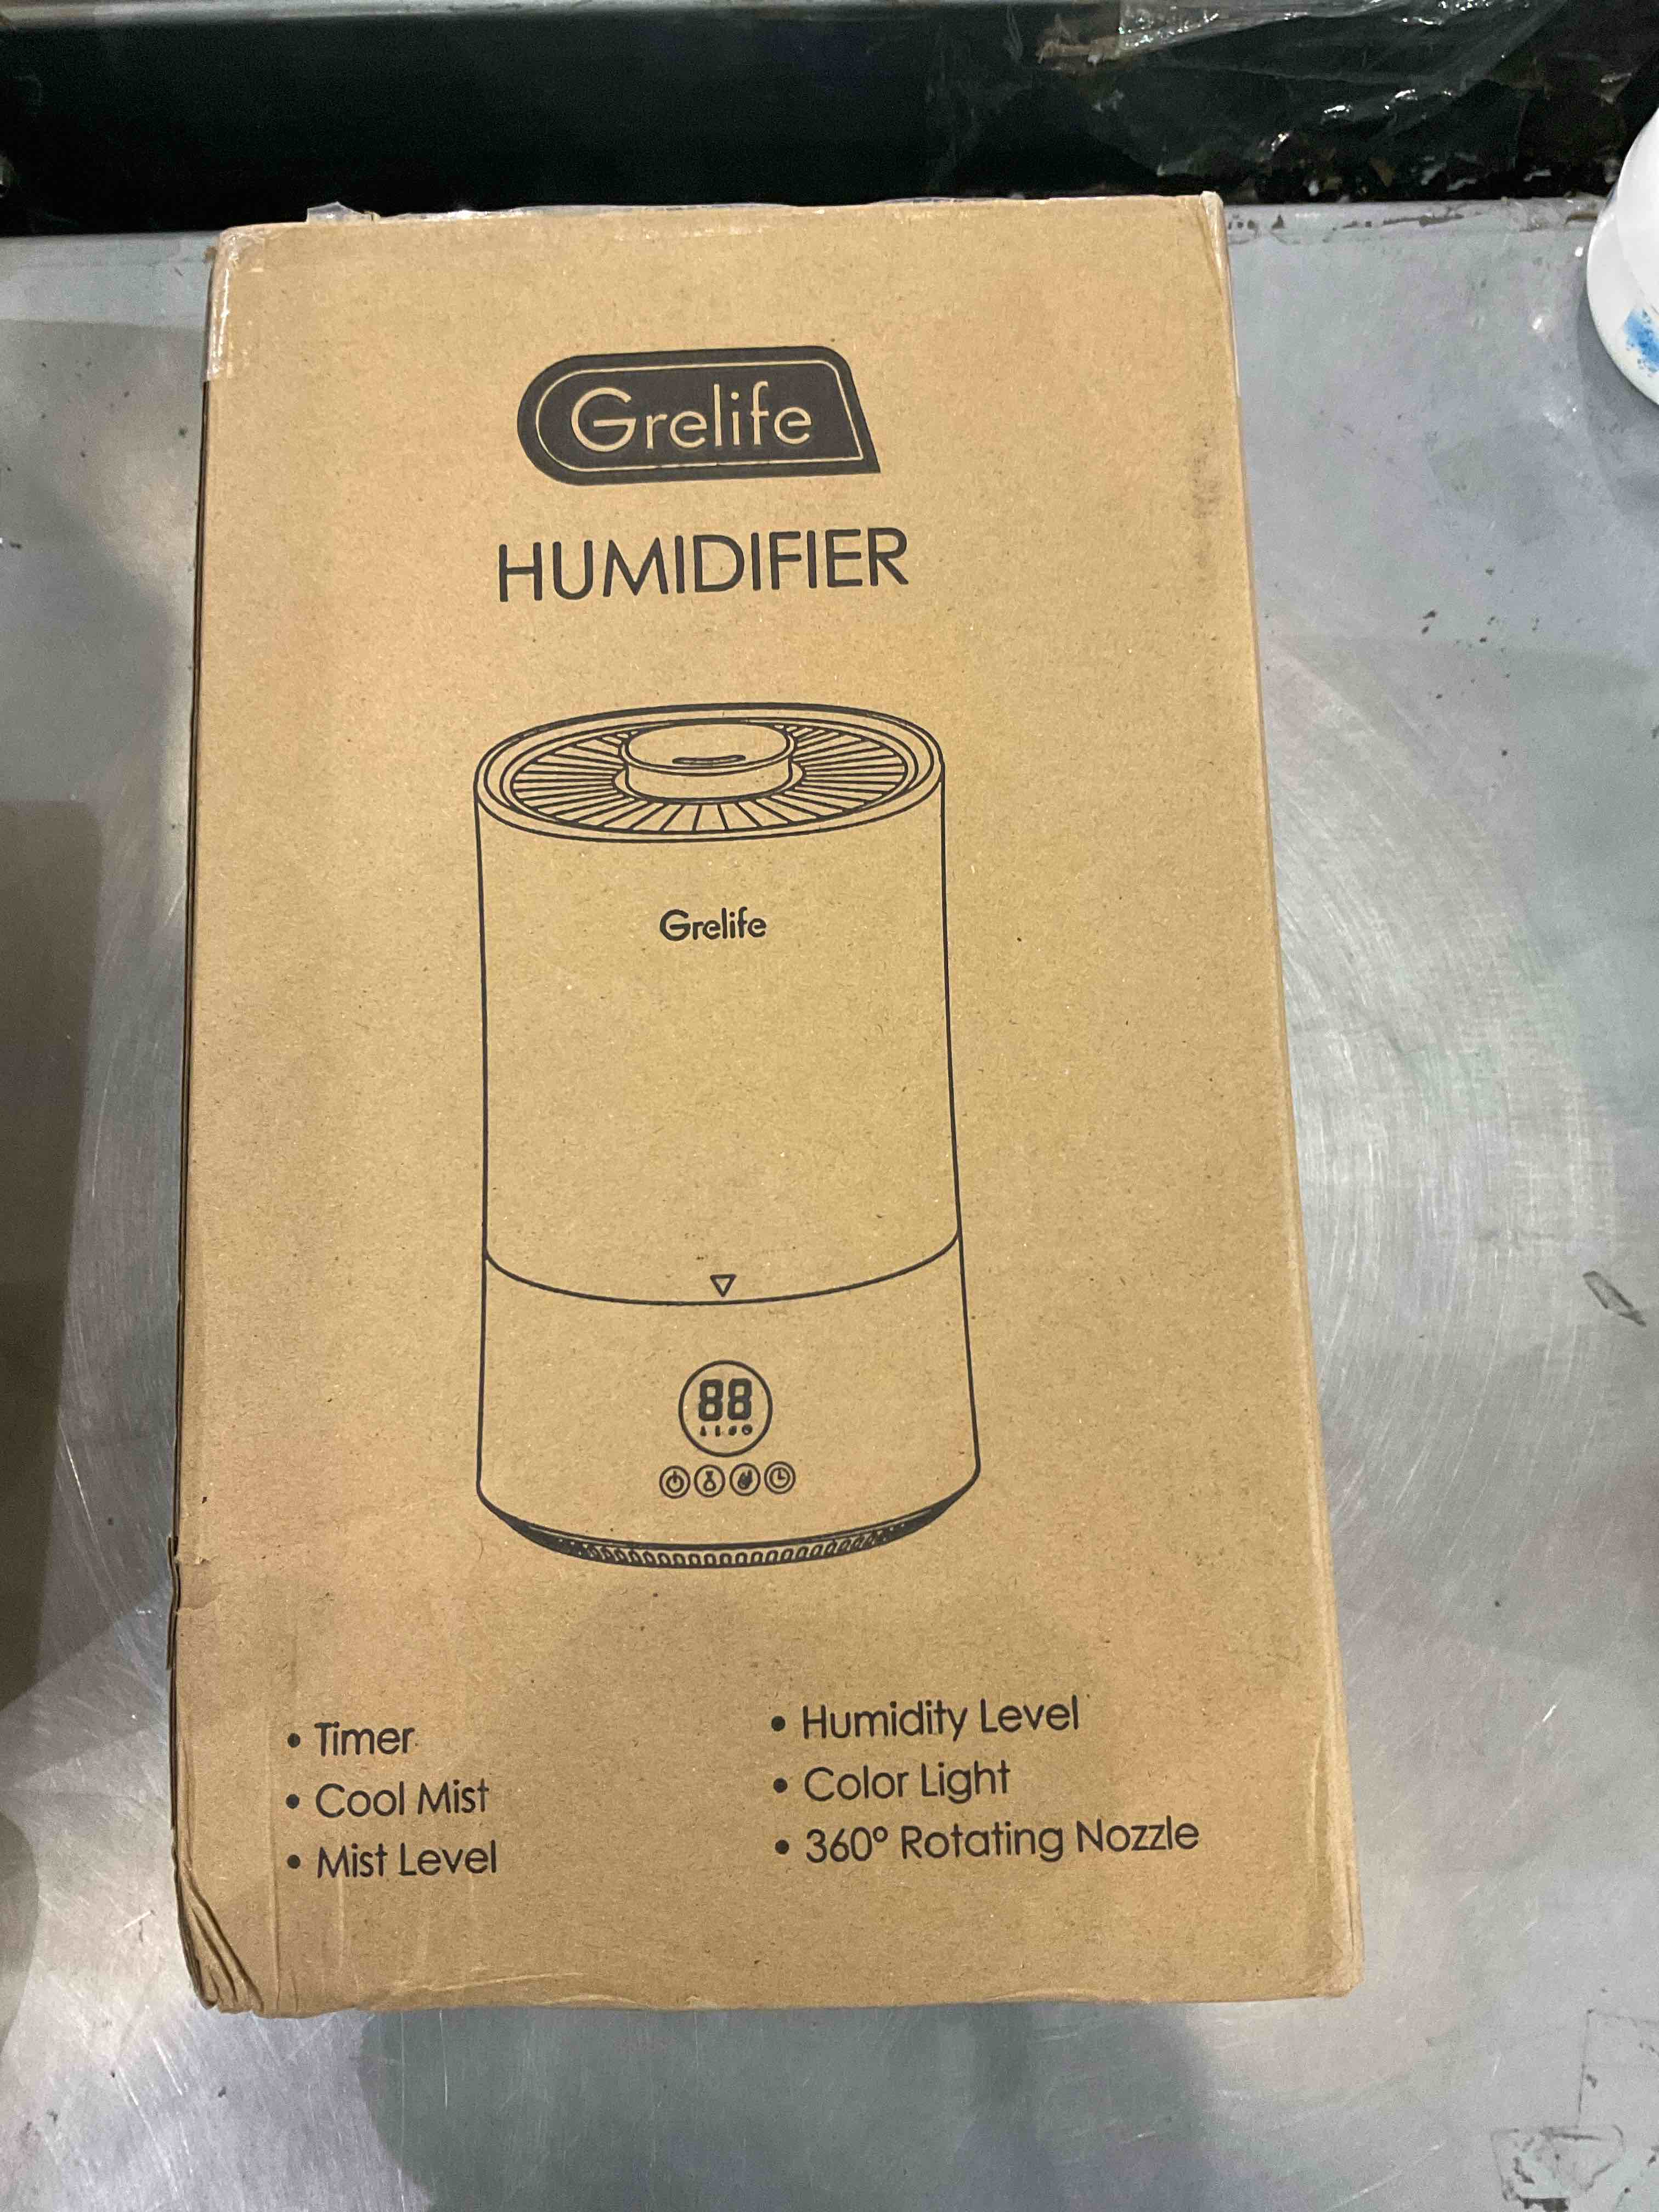 Grelife
HUMIDIFIER
Grelife
88
• Timer
• Cool Mist
• Mist Level
• Humidity Level
• Color Light
• 360° Rotating Nozzle